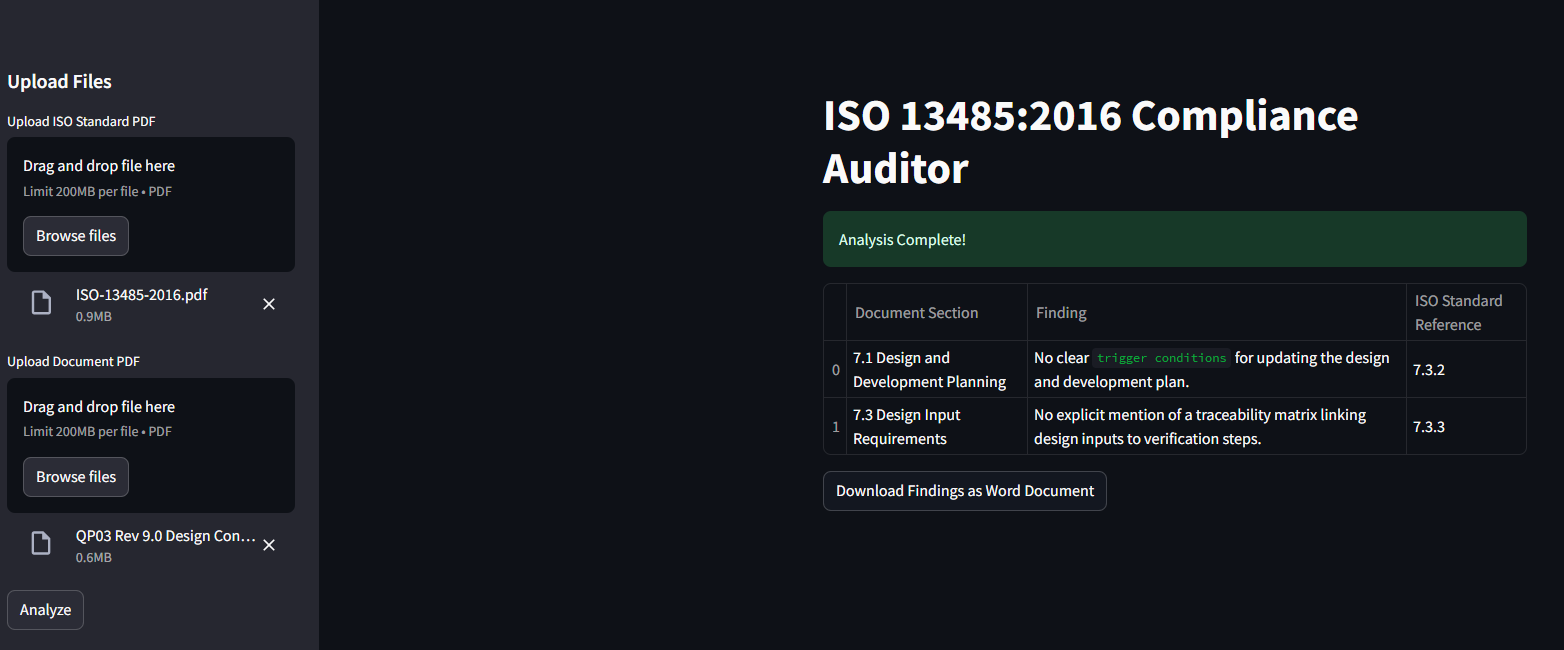 Upload Files
Upload ISO Standard PDF
Drag and drop file here
Limit 200MB per file • PDF
Browse files
ISO-13485-2016.pdf
0.9MB
Upload Document PDF
Drag and drop file here
Limit 200MB per file • PDF
Browse files
QP03 Rev 9.0 Design Con...
0.6MB
Analyze
ISO 13485:2016 Compliance
Auditor
Analysis Complete!
Document Section
Finding
ISO Standard
Reference
0
7.1 Design and
Development Planning
No clear trigger conditions for updating the design
and development plan.
7.3.2
1
7.3 Design Input
Requirements
No explicit mention of a traceability matrix linking
design inputs to verification steps.
7.3.3
Download Findings as Word Document